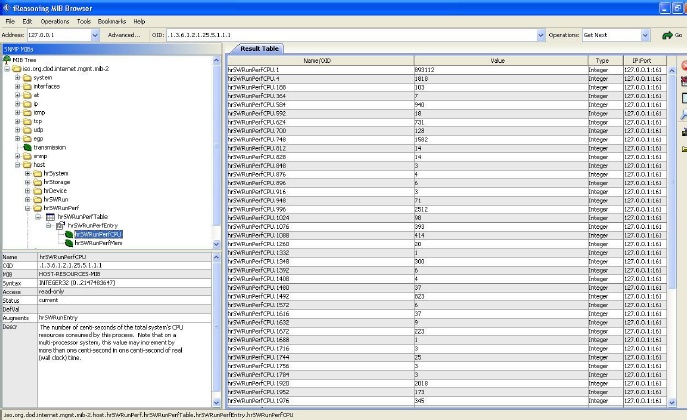 iReasoning MIB Browser
File Edit Operations Tools Bookmarks Help
Address: 127.0.0.1 Advanced... OID: .1.3.6.1.2.1.25.5.1.1.1 Operations: Get Next Go
SNMP MIBs
MIB Tree
iso.org.dod.internet.mgmt.mib-2
system
interfaces
at
ip
icmp
tcp
udp
egp
transmission
snmp
host
hrSystem
hrStorage
hrDevice
hrSWRun
hrSWRunPerf
hrSWRunPerfTable
hrSWRunPerfEntry
hrSWRunPerfCPU
hrSWRunPerfMem
Name hrSWRunPerfCPU
OID .1.3.6.1.2.1.25.5.1.1.1
MIB HOST-RESOURCES-MIB
Syntax INTEGER32 (0..2147483647)
Access read-only
Status current
DefVal
Augments hrSWRunEntry
Descr The number of centi-seconds of the total system's CPU
resources consumed by this process. Note that on a
multi-processor system, this value may increment by
more than one centi-second in one centi-second of real
(wall clock) time.
Result Table
Name/OID Value Type IP:Port
hrSWRunPerfCPU.1 893112 Integer 127.0.0.1:161
hrSWRunPerfCPU.4 1818 Integer 127.0.0.1:161
hrSWRunPerfCPU.188 103 Integer 127.0.0.1:161
hrSWRunPerfCPU.364 7 Integer 127.0.0.1:161
hrSWRunPerfCPU.584 940 Integer 127.0.0.1:161
hrSWRunPerfCPU.592 18 Integer 127.0.0.1:161
hrSWRunPerfCPU.624 731 Integer 127.0.0.1:161
hrSWRunPerfCPU.700 128 Integer 127.0.0.1:161
hrSWRunPerfCPU.748 1582 Integer 127.0.0.1:161
hrSWRunPerfCPU.812 14 Integer 127.0.0.1:161
hrSWRunPerfCPU.828 14 Integer 127.0.0.1:161
hrSWRunPerfCPU.848 3 Integer 127.0.0.1:161
hrSWRunPerfCPU.876 4 Integer 127.0.0.1:161
hrSWRunPerfCPU.896 6 Integer 127.0.0.1:161
hrSWRunPerfCPU.916 3 Integer 127.0.0.1:161
hrSWRunPerfCPU.948 71 Integer 127.0.0.1:161
hrSWRunPerfCPU.996 2512 Integer 127.0.0.1:161
hrSWRunPerfCPU.1024 98 Integer 127.0.0.1:161
hrSWRunPerfCPU.1076 393 Integer 127.0.0.1:161
hrSWRunPerfCPU.1088 414 Integer 127.0.0.1:161
hrSWRunPerfCPU.1260 20 Integer 127.0.0.1:161
hrSWRunPerfCPU.1332 1 Integer 127.0.0.1:161
hrSWRunPerfCPU.1348 300 Integer 127.0.0.1:161
hrSWRunPerfCPU.1392 6 Integer 127.0.0.1:161
hrSWRunPerfCPU.1408 4 Integer 127.0.0.1:161
hrSWRunPerfCPU.1480 37 Integer 127.0.0.1:161
hrSWRunPerfCPU.1492 623 Integer 127.0.0.1:161
hrSWRunPerfCPU.1572 6 Integer 127.0.0.1:161
hrSWRunPerfCPU.1616 37 Integer 127.0.0.1:161
hrSWRunPerfCPU.1632 9 Integer 127.0.0.1:161
hrSWRunPerfCPU.1672 223 Integer 127.0.0.1:161
hrSWRunPerfCPU.1688 1 Integer 127.0.0.1:161
hrSWRunPerfCPU.1716 3 Integer 127.0.0.1:161
hrSWRunPerfCPU.1744 25 Integer 127.0.0.1:161
hrSWRunPerfCPU.1756 3 Integer 127.0.0.1:161
hrSWRunPerfCPU.1784 3 Integer 127.0.0.1:161
hrSWRunPerfCPU.1920 2018 Integer 127.0.0.1:161
hrSWRunPerfCPU.1952 173 Integer 127.0.0.1:161
hrSWRunPerfCPU.1976 345 Integer 127.0.0.1:161
.iso.org.dod.internet.mgmt.mib-2.host.hrSWRunPerf.hrSWRunPerfTable.hrSWRunPerfEntry.hrSWRunPerfCPU